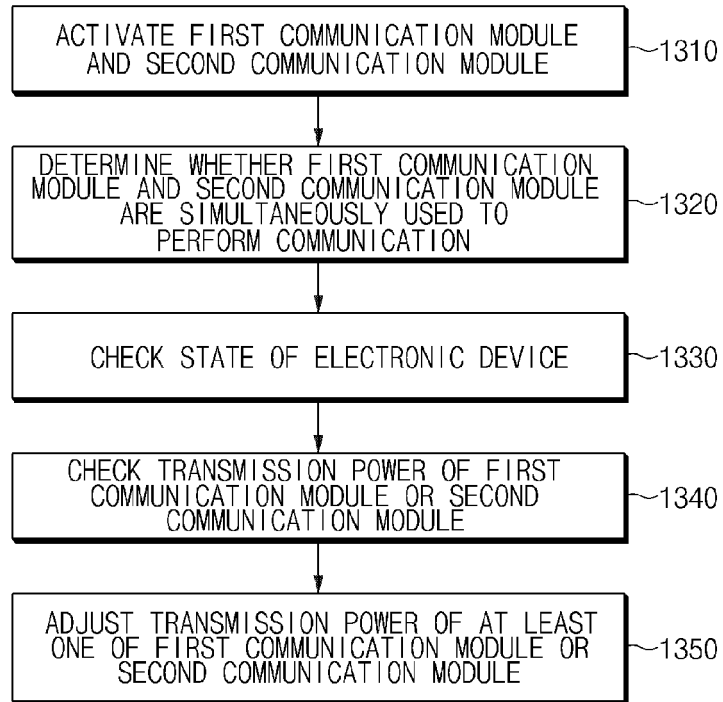 ACTIVATE FIRST COMMUNICATION MODULE
AND SECOND COMMUNICATION MODULE
1310
DETERMINE WHETHER FIRST COMMUNICATION
MODULE AND SECOND COMMUNICATION MODULE
ARE SIMULTANEOUSLY USED TO
PERFORM COMMUNICATION
1320
CHECK STATE OF ELECTRONIC DEVICE
1330
CHECK TRANSMISSION POWER OF FIRST
COMMUNICATION MODULE OR SECOND
COMMUNICATION MODULE
1340
ADJUST TRANSMISSION POWER OF AT LEAST
ONE OF FIRST COMMUNICATION MODULE OR
SECOND COMMUNICATION MODULE
1350